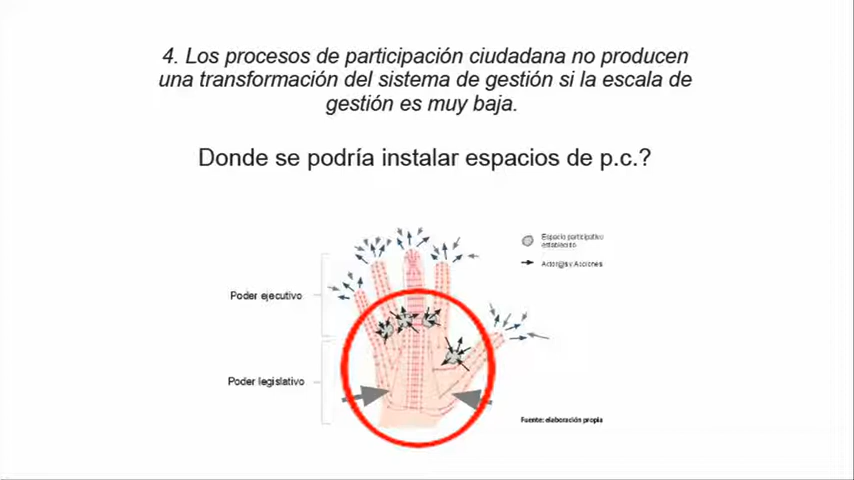 4. Los procesos de participación ciudadana no producen
una transformación del sistema de gestión si la escala de
gestión es muy baja.
Donde se podría instalar espacios de p.c.?
Espacio participativo
establecido
Actor@s y Acciones
Poder ejecutivo
Poder legislativo
Fuente: elaboración propia